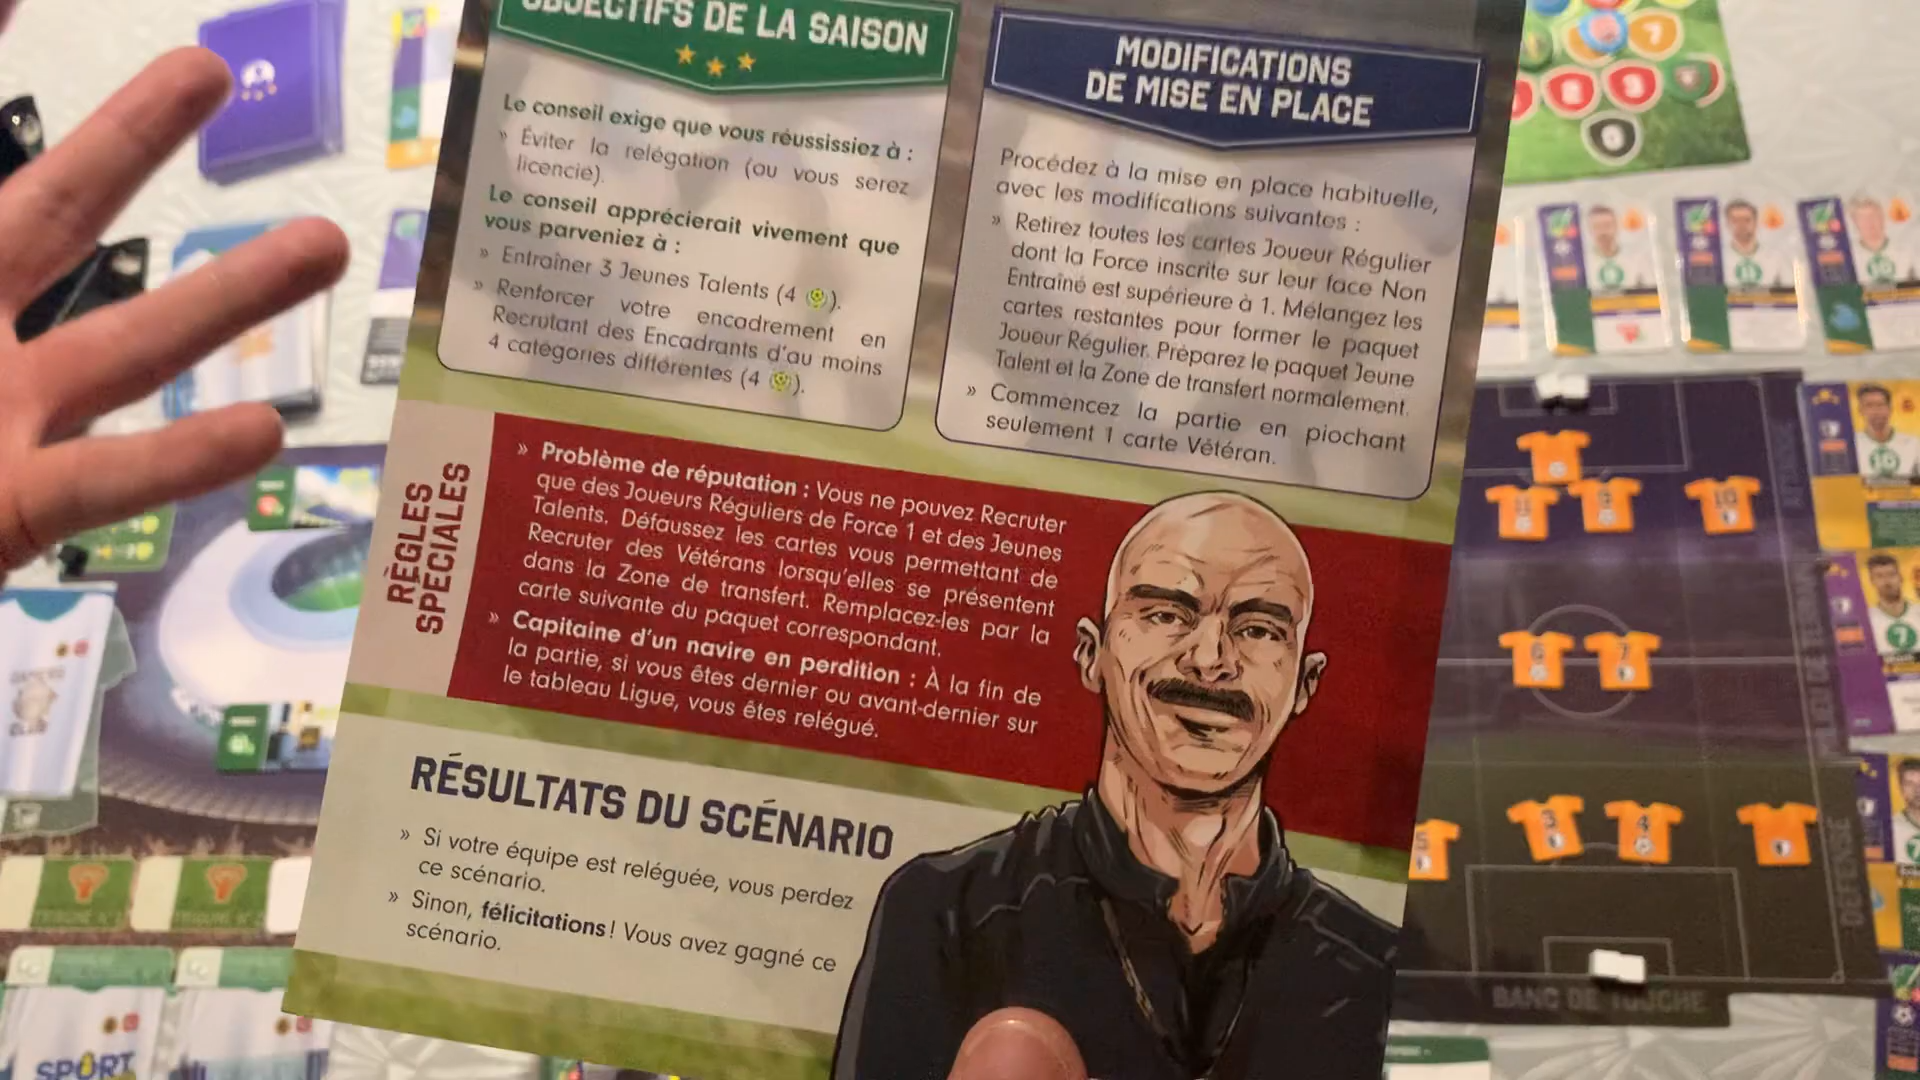 OBJECTIFS DE LA SAISON
Le conseil exige que vous réussissiez à :
» Éviter la relégation (ou vous serez
licencié).
Le conseil apprécierait vivement que
vous parveniez à :
» Entraîner 3 Jeunes Talents (4 ).
» Renforcer votre encadrement en
Recrutant des Encadrants d'au moins
4 catégories différentes (4 ).
MODIFICATIONS
DE MISE EN PLACE
Procédez à la mise en place habituelle,
avec les modifications suivantes :
» Retirez toutes les cartes Joueur Régulier
dont la Force inscrite sur leur face Non
Entraîné est supérieure à 1. Mélangez les
cartes restantes pour former le paquet
Joueur Régulier. Préparez le paquet Jeune
Talent et la Zone de transfert normalement.
» Commencez la partie en piochant
seulement 1 carte Vétéran.
RÈGLES
SPÉCIALES
» Problème de réputation : Vous ne pouvez Recruter
que des Joueurs Réguliers de Force 1 et des Jeunes
Talents. Défaussez les cartes vous permettant de
Recruter des Vétérans lorsqu'elles se présentent
dans la Zone de transfert. Remplacez-les par la
carte suivante du paquet correspondant.
» Capitaine d'un navire en perdition : À la fin de
la partie, si vous êtes dernier ou avant-dernier sur
le tableau Ligue, vous êtes relégué.
RÉSULTATS DU SCÉNARIO
» Si votre équipe est reléguée, vous perdez
ce scénario.
» Sinon, félicitations ! Vous avez gagné ce
scénario.
11
9
10
6
7
5
3
4
DÉFENSE
BANC DE TOUCHE
SPORT